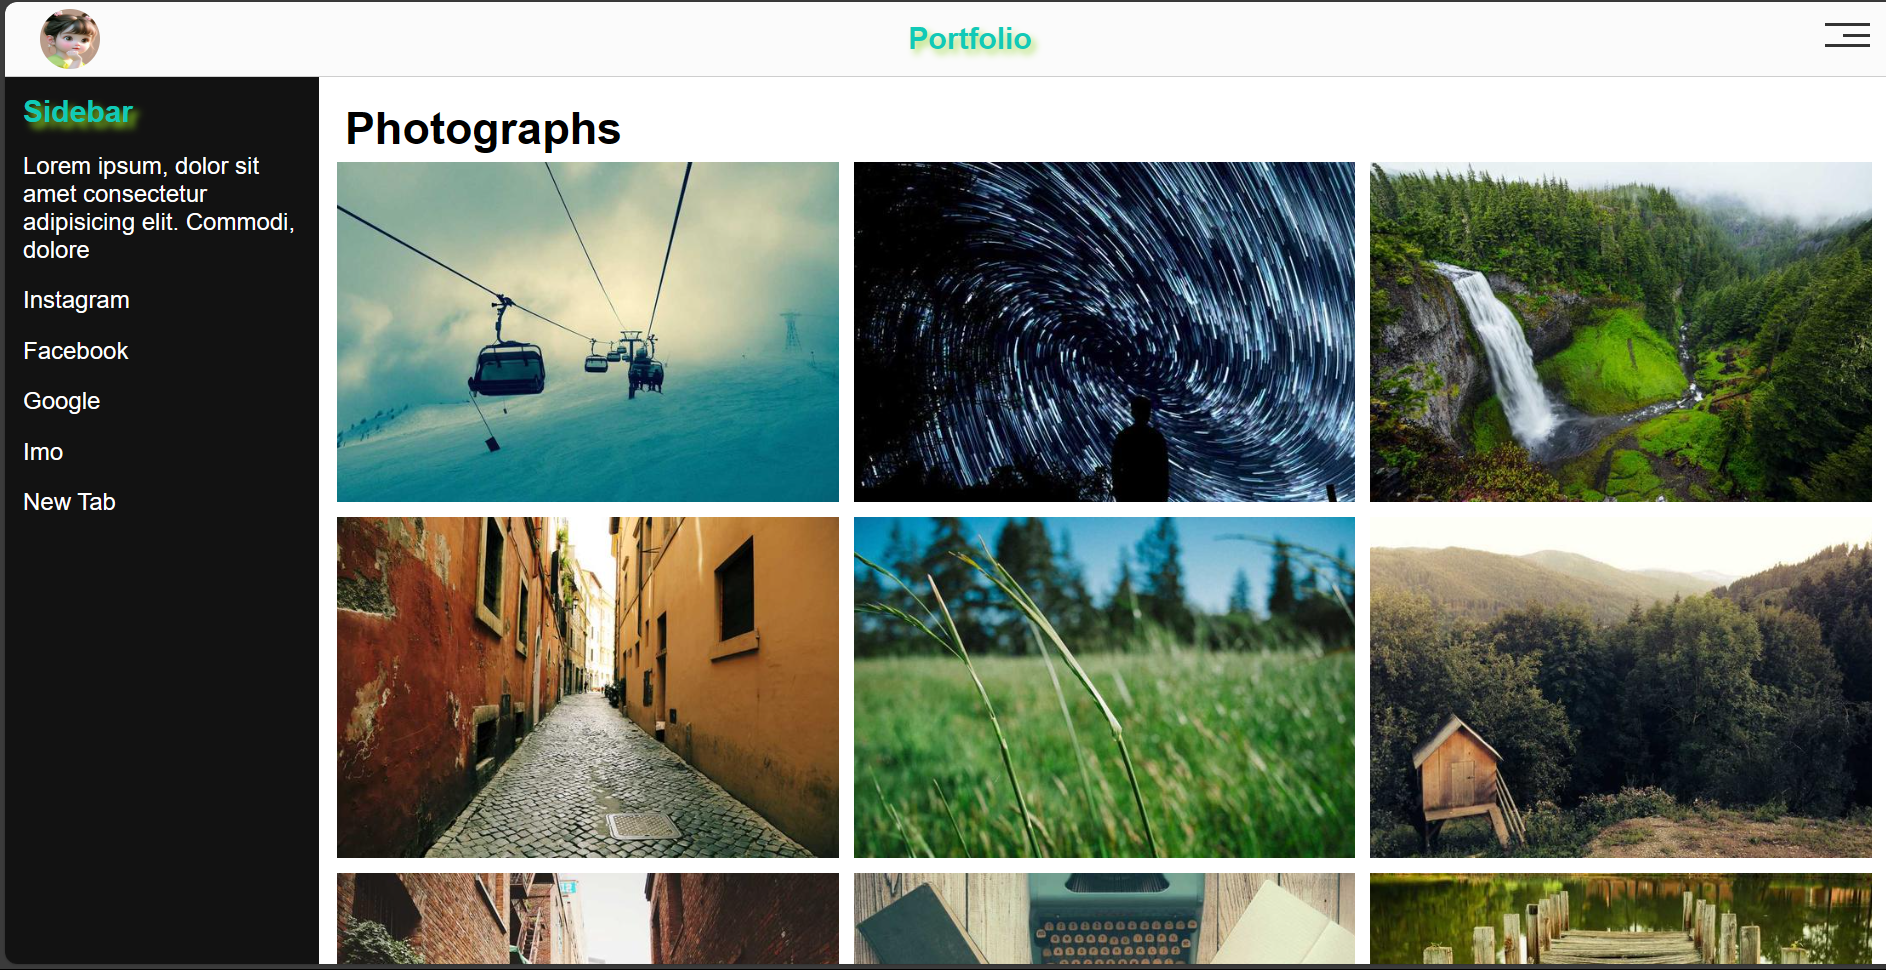 Portfolio
Sidebar
Lorem ipsum, dolor sit
amet consectetur
adipisicing elit. Commodi,
dolore
Instagram
Facebook
Google
Imo
New Tab
Photographs
12